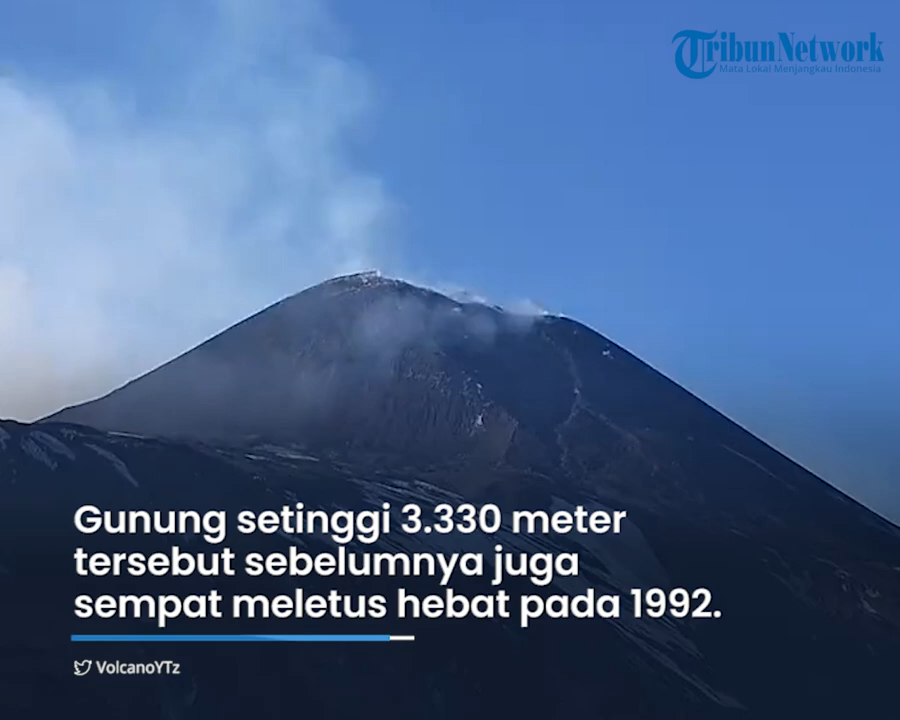 TribunNetwork
Mata Lokal Menjangkau Indonesia
Gunung setinggi 3.330 meter
tersebut sebelumnya juga
sempat meletus hebat pada 1992.
VolcanoYTz